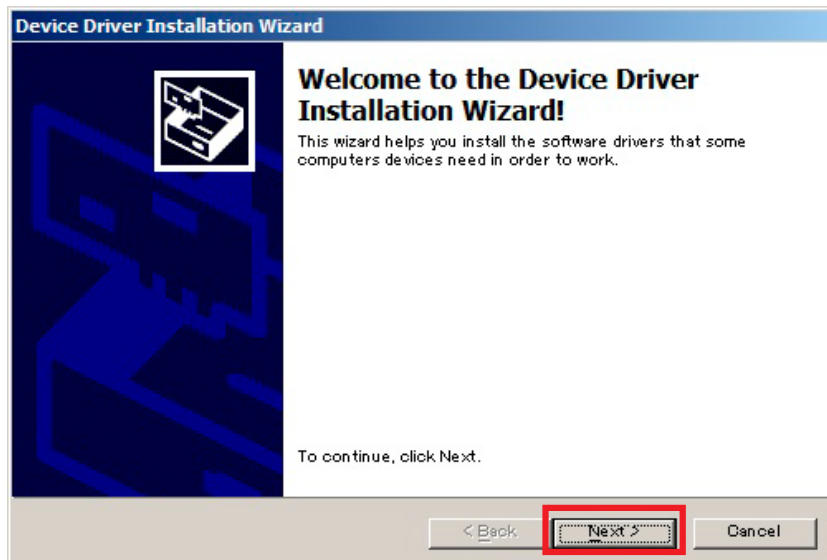 Device Driver Installation Wizard
Welcome to the Device Driver
Installation Wizard!
This wizard helps you install the software drivers that some
computers devices need in order to work.
To continue, click Next.
< Back
Next >
Cancel